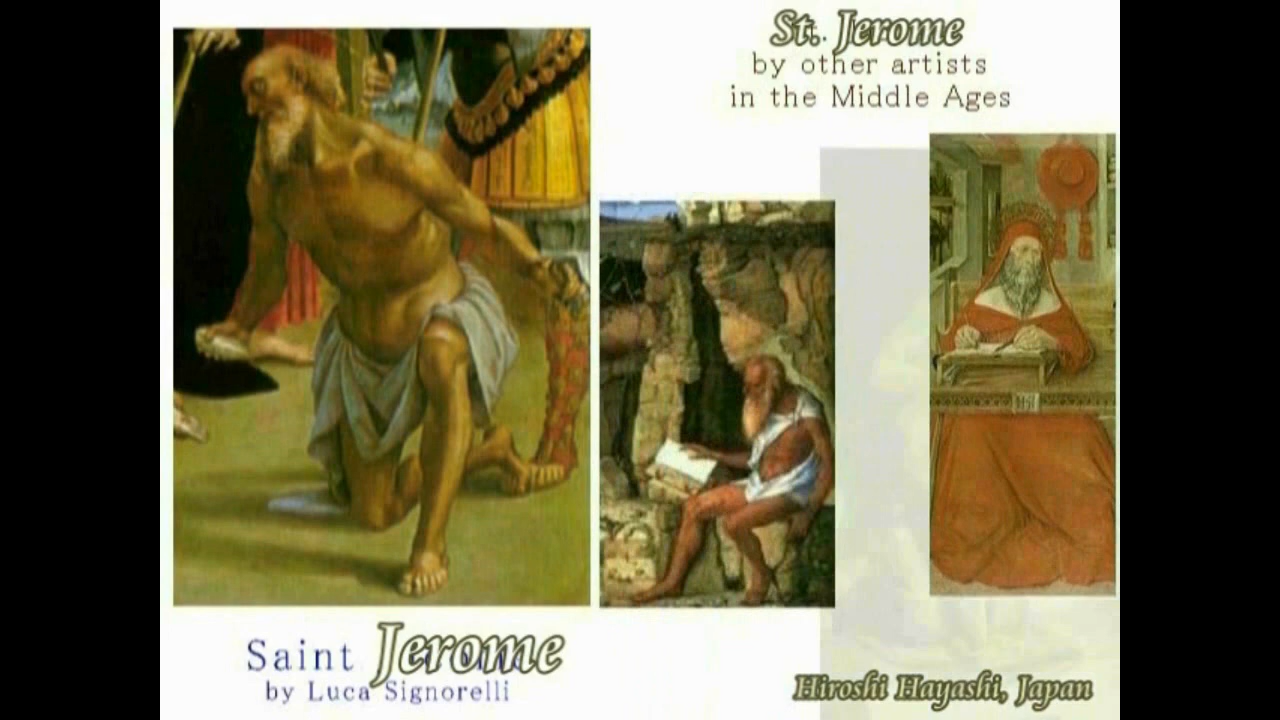 St. Jerome
by other artists
in the Middle Ages
Saint Jerome
by Luca Signorelli
Hiroshi Hayashi, Japan